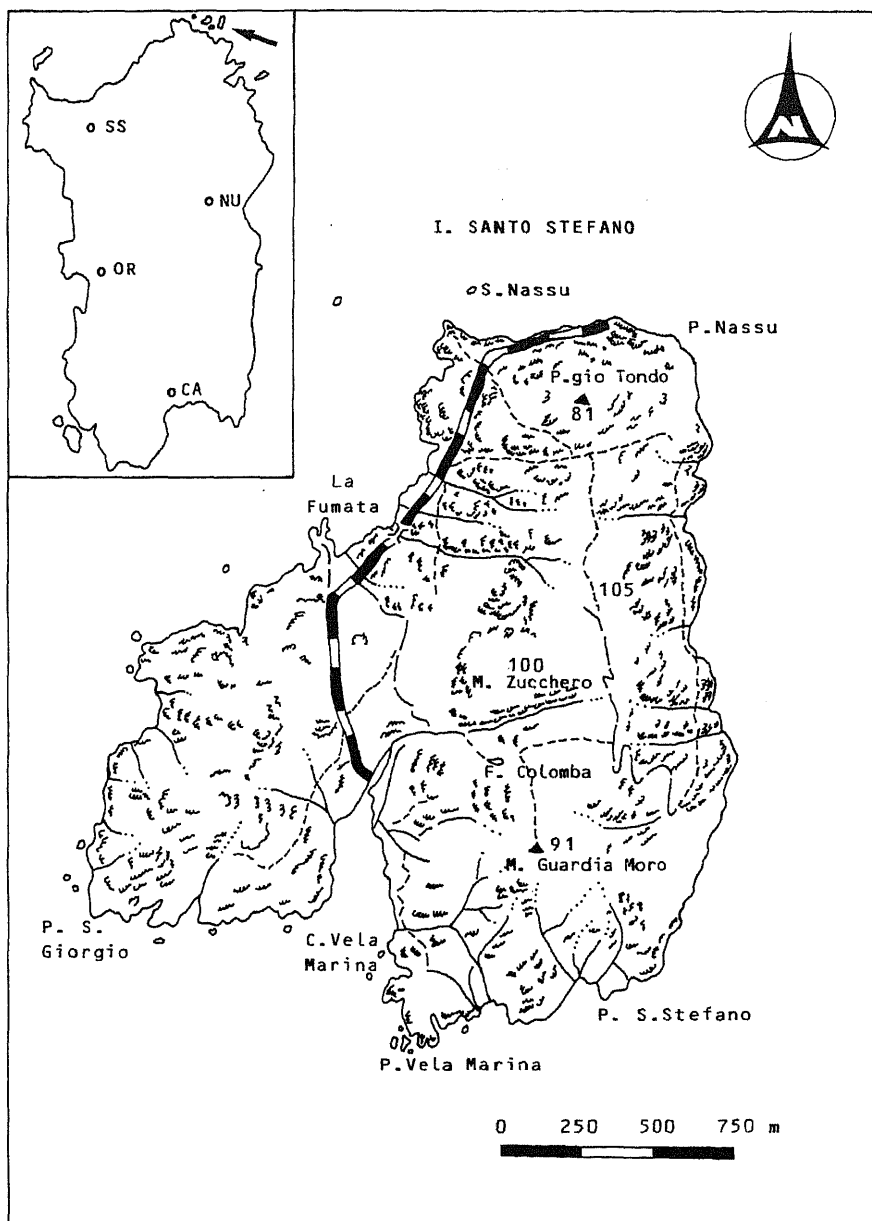 SS
NU
OR
CA
N
I. SANTO STEFANO
S.Nassu
P.Nassu
P.gio Tondo
81
La
Fumata
105
100
M. Zucchero
F. Colomba
91
M. Guardia Moro
P. S.
Giorgio
C.Vela
Marina
P. S.Stefano
P.Vela Marina
0 250 500 750 m